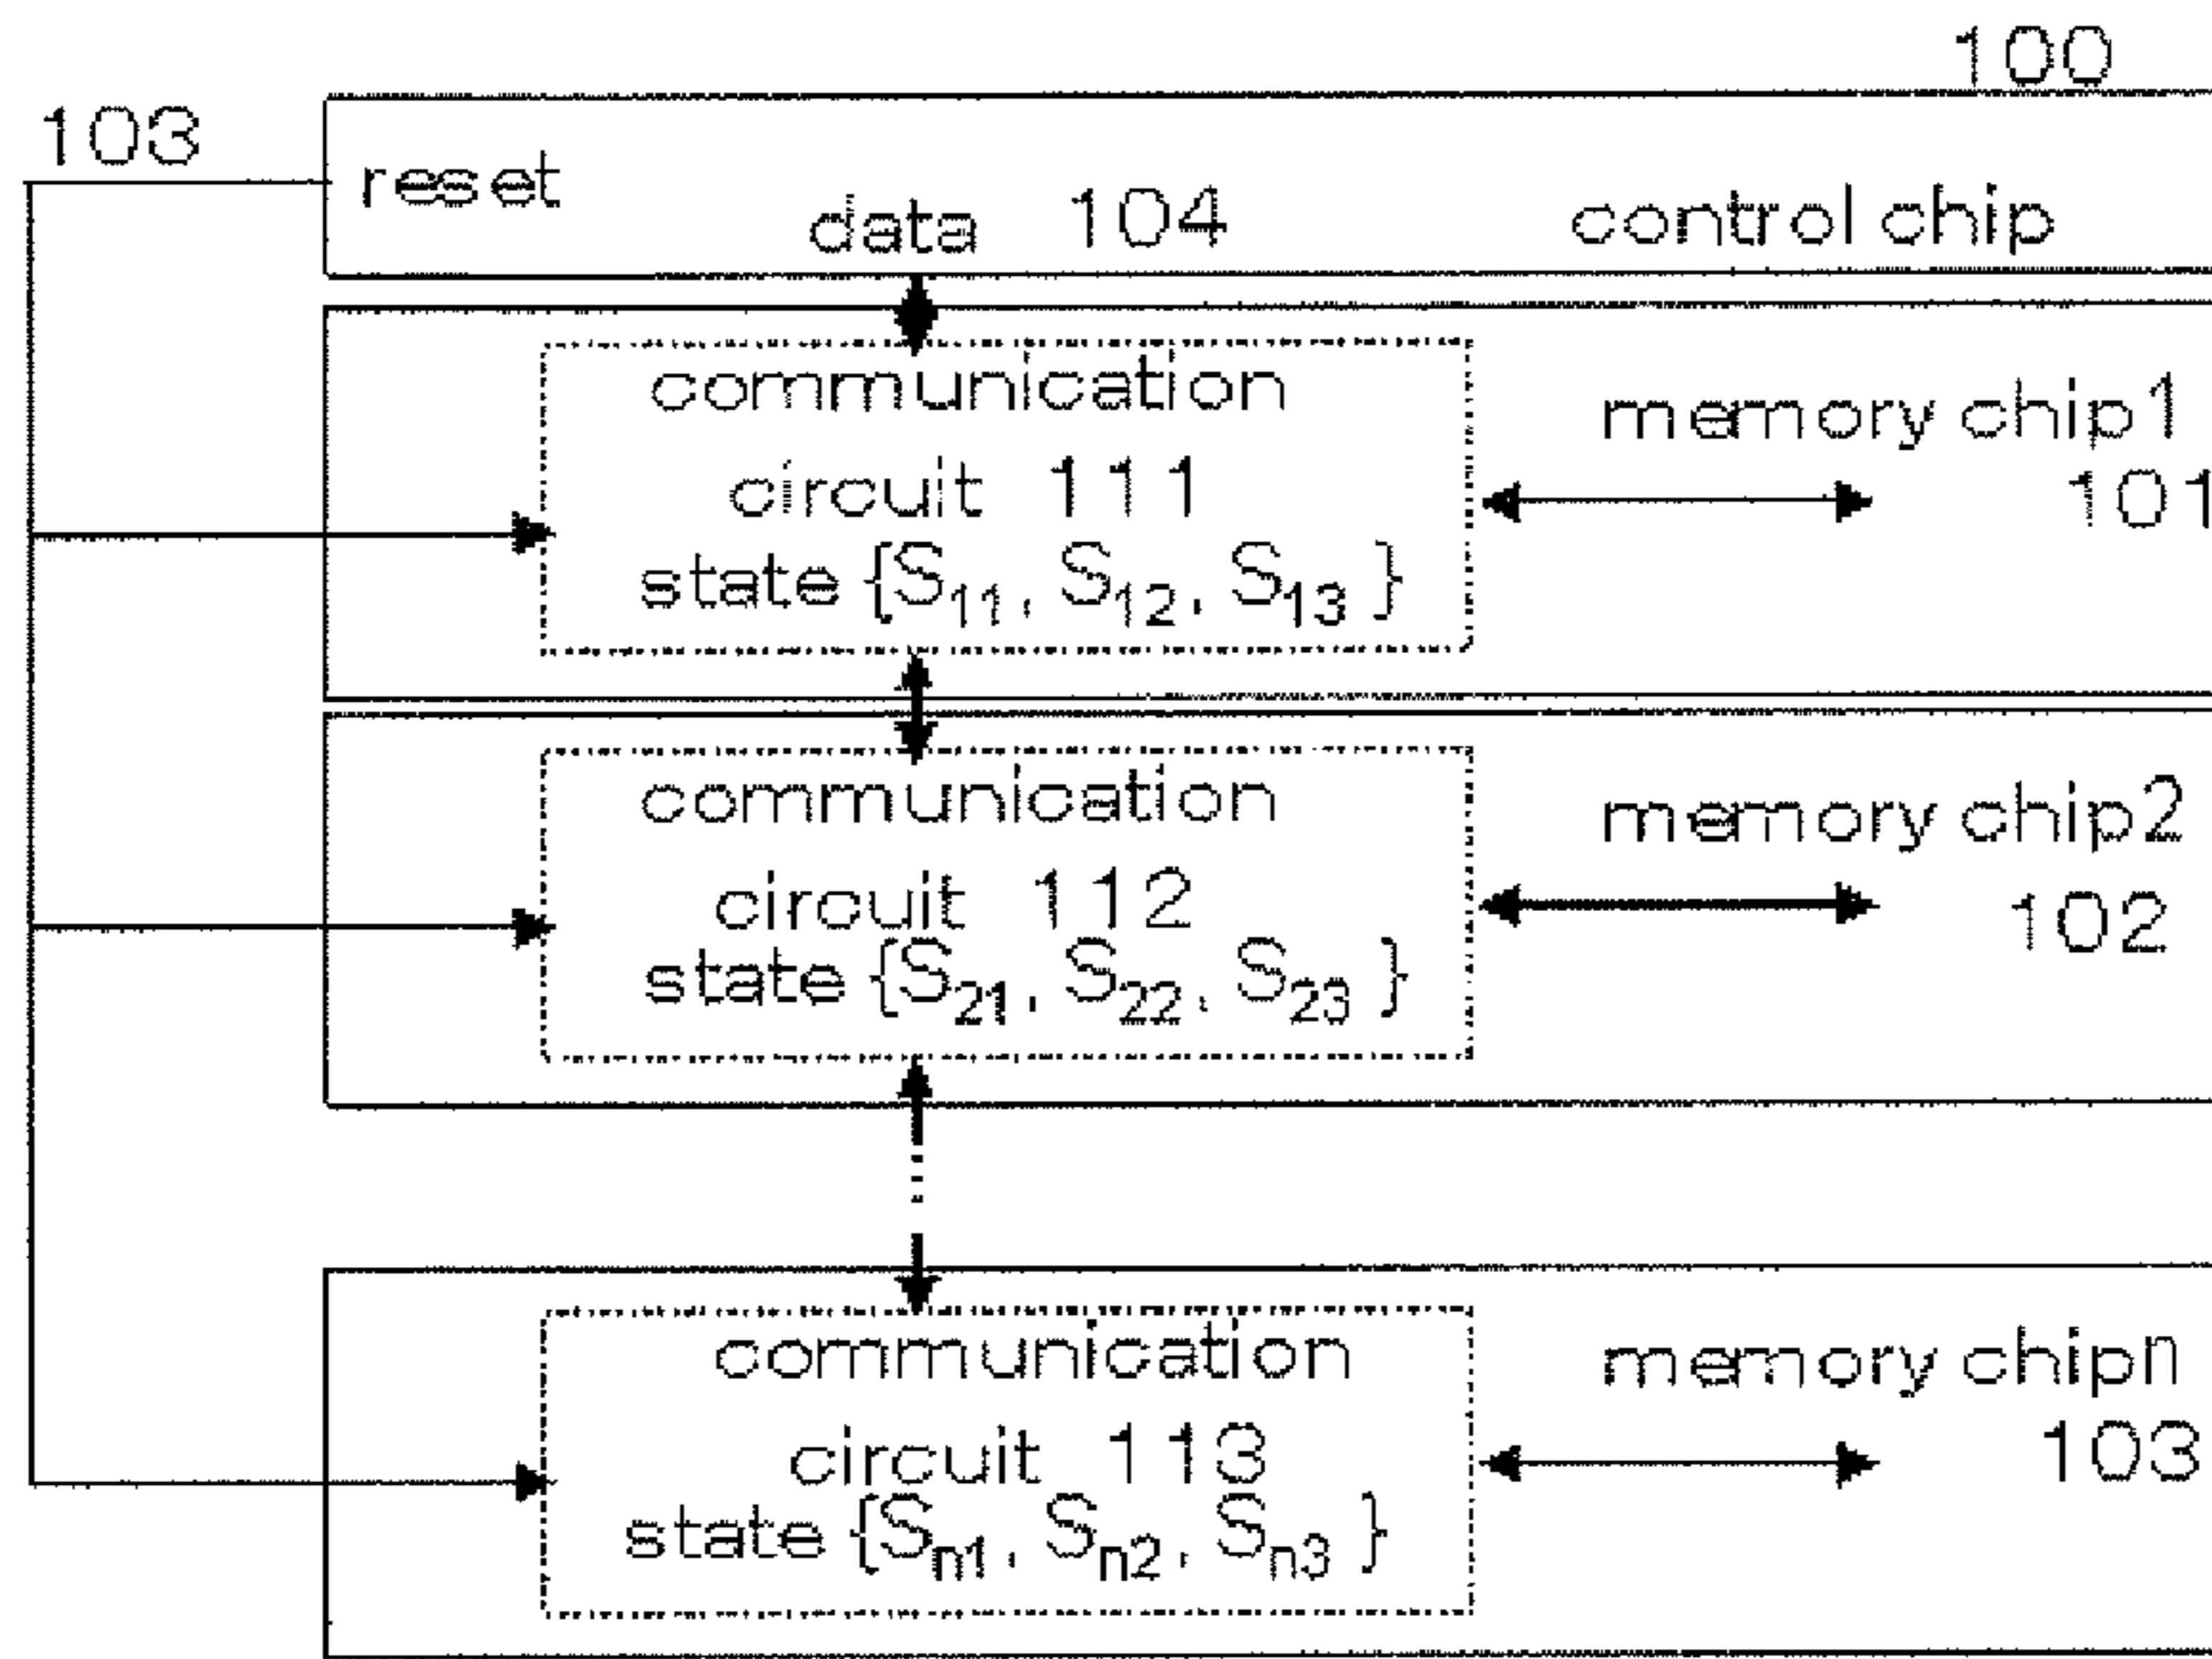 100
103
reset
data 104 control chip
communication
circuit 111
state {S11, S12, S13 }
memory chip1
101
communication
circuit 112
state {S21, S22, S23 }
memory chip2
102
communication
circuit 113
state {Sn1, Sn2, Sn3 }
memory chipn
103